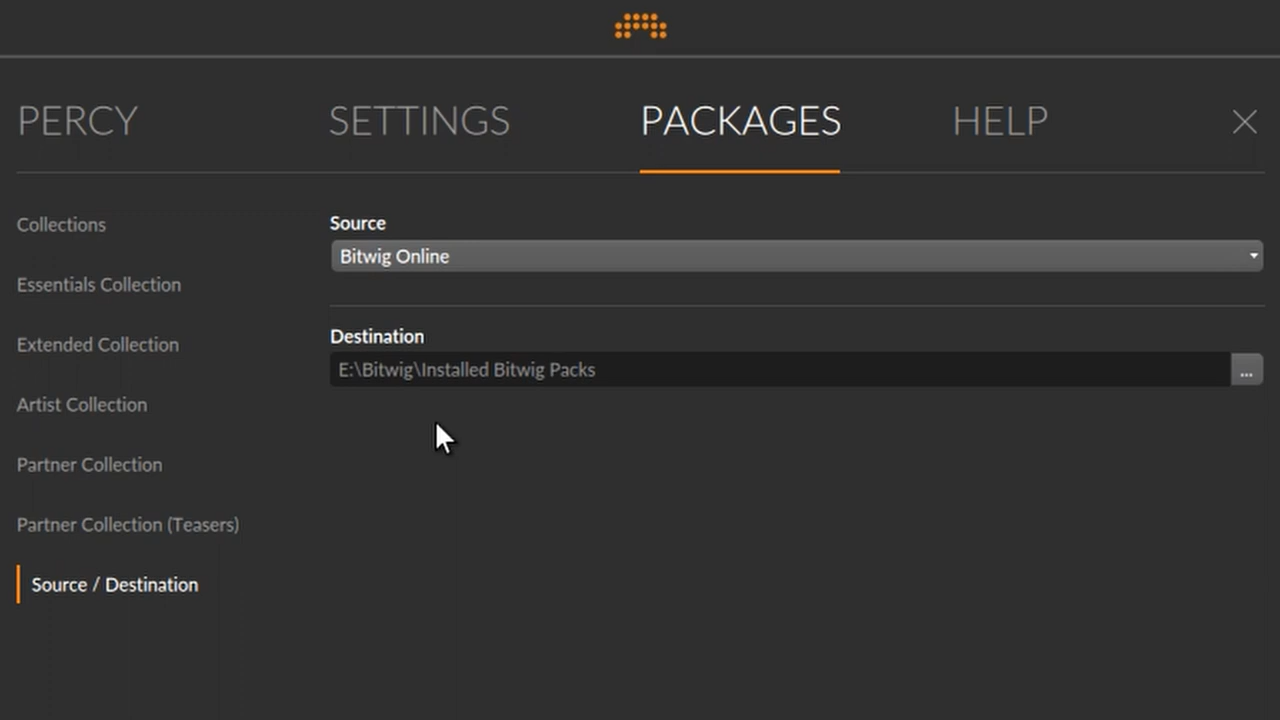 PERCY SETTINGS PACKAGES HELP
Collections
Essentials Collection
Extended Collection
Artist Collection
Partner Collection
Partner Collection (Teasers)
Source / Destination
Source
Bitwig Online
Destination
E:\Bitwig\Installed Bitwig Packs
...